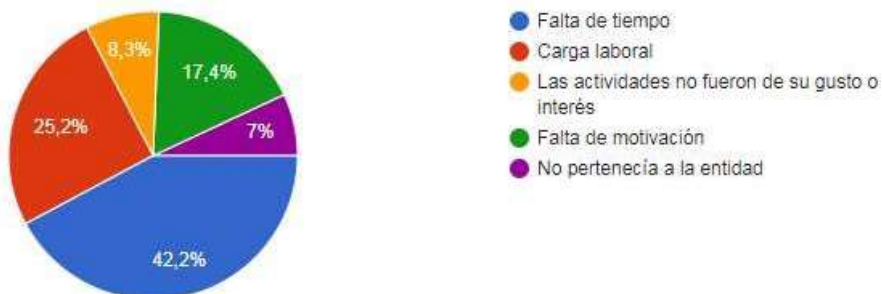 8,3%
17,4%
25,2%
7%
42,2%
Falta de tiempo
Carga laboral
Las actividades no fueron de su gusto o
interés
Falta de motivación
No pertenecía a la entidad